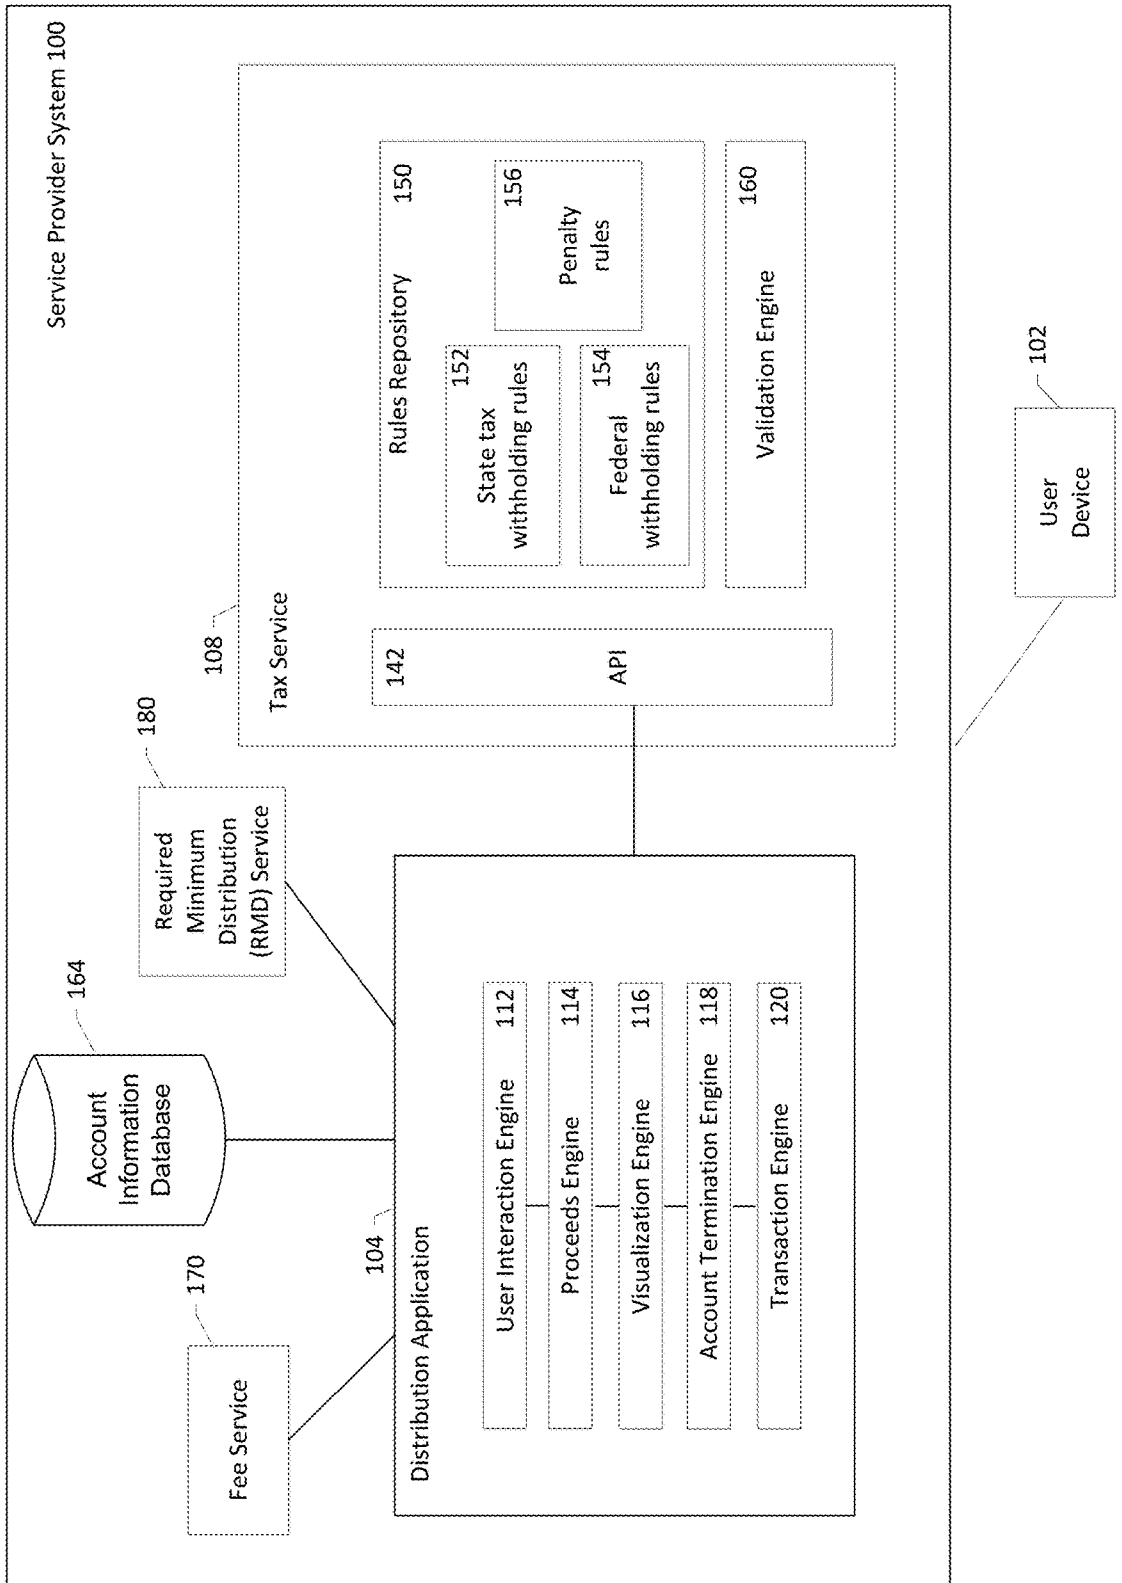 Service Provider System 100
Fee Service
170
Account
Information
Database
164
Required
Minimum
Distribution
(RMD) Service
180
104
Distribution Application
User Interaction Engine
112
Proceeds Engine
114
Visualization Engine
116
Account Termination Engine
118
Transaction Engine
120
108
Tax Service
142
API
Rules Repository
150
State tax
withholding rules
152
Federal
withholding rules
154
Penalty
rules
156
Validation Engine
160
User
Device
102